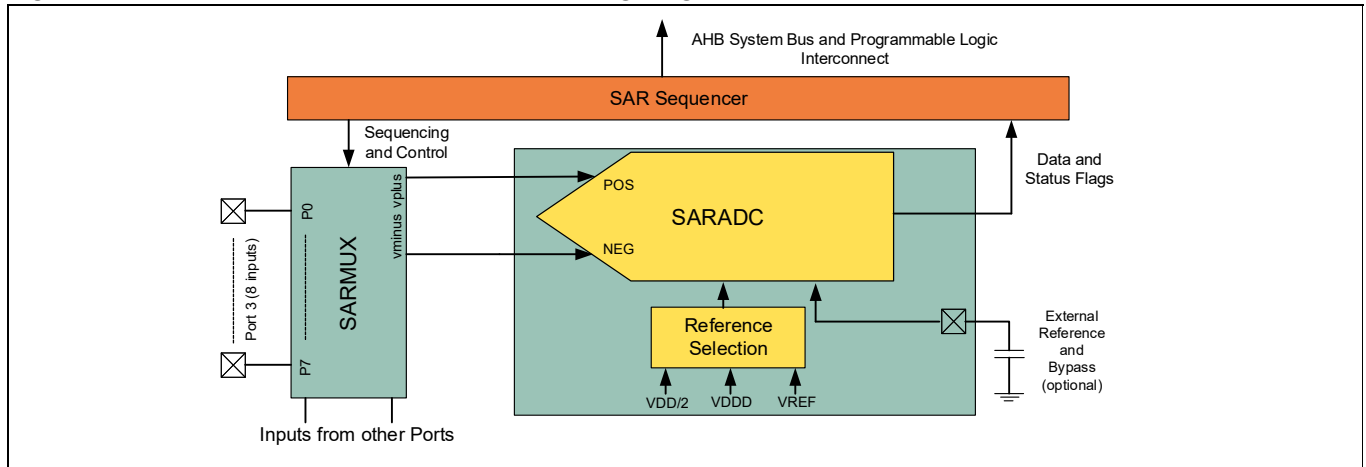 AHB System Bus and Programmable Logic
Interconnect
SAR Sequencer
Sequencing
and Control
Data and
Status Flags
vminus vplus
POS
SARADC
NEG
P0
Port 3 (8 inputs)
SARMUX
P7
Reference
Selection
External
Reference
and
Bypass
(optional)
VDD/2
VDDD
VREF
Inputs from other Ports